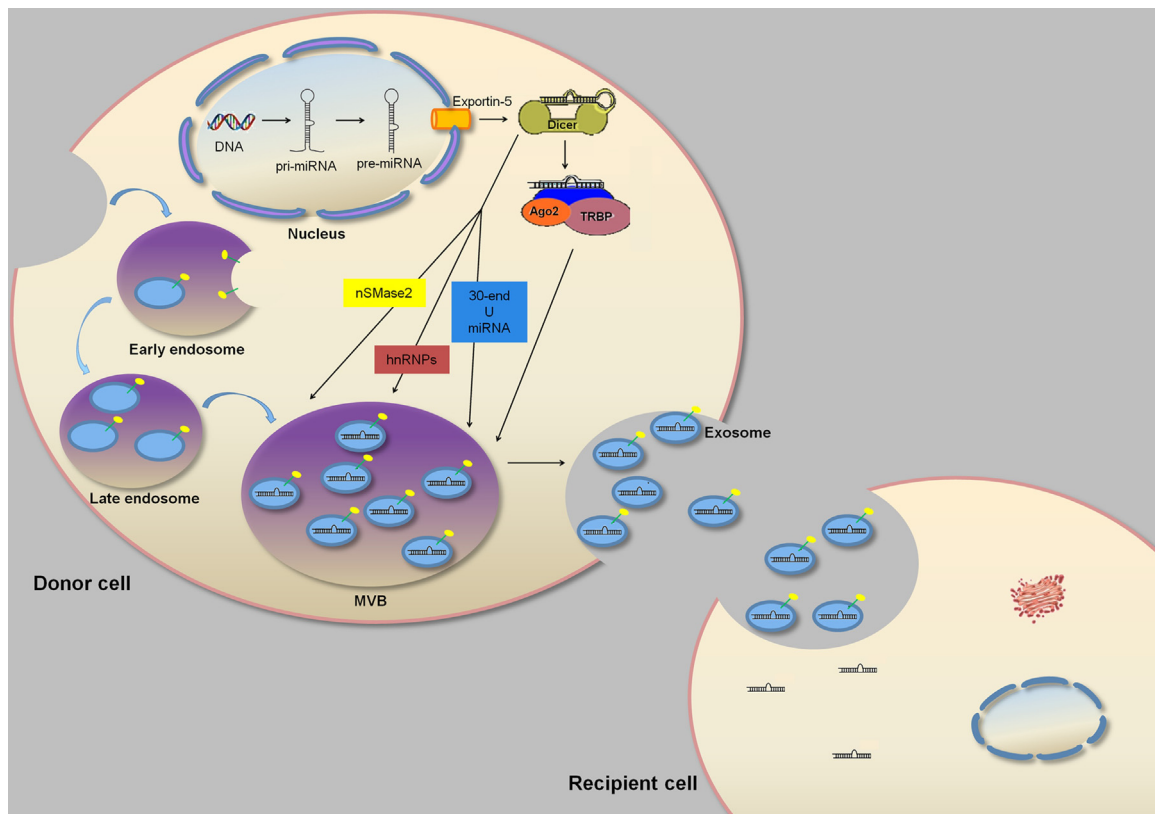 Exportin-5
Dicer
DNA
pri-miRNA
pre-miRNA
Ago2
TRBP
Nucleus
nSMase2
30-end
U
miRNA
Early endosome
hnRNPs
Exosome
Late endosome
Donor cell
MVB
Recipient cell